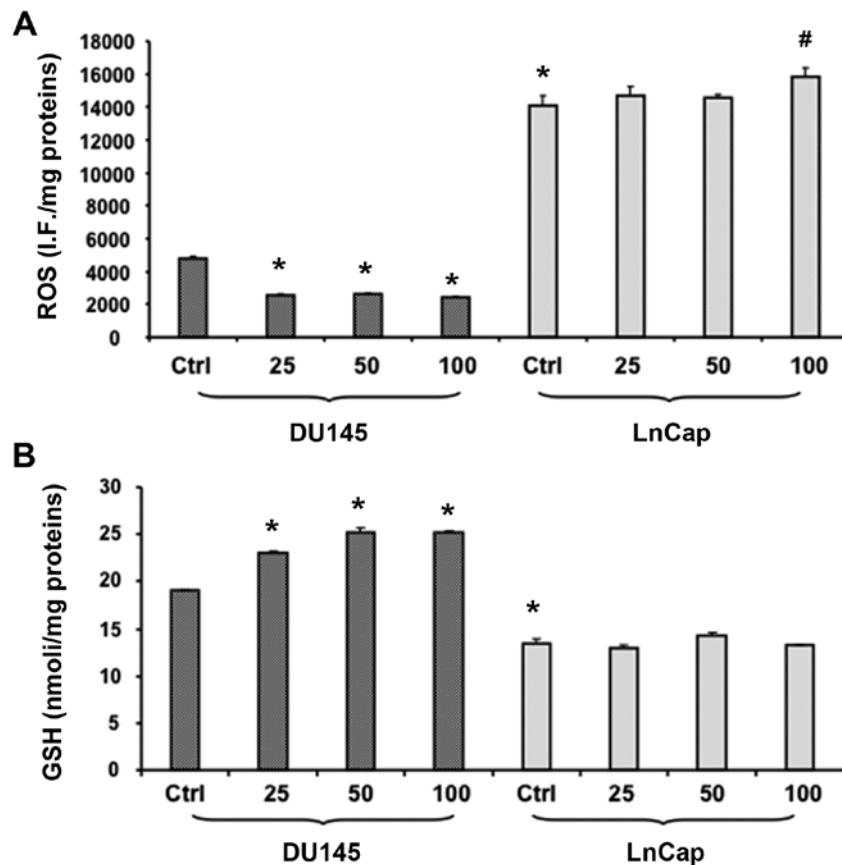 A
18000
16000
14000
12000
10000
8000
6000
4000
2000
0
ROS (I.F./mg proteins)
* * * * #
Ctrl 25 50 100 Ctrl 25 50 100
DU145 LnCap
B
30
25
20
15
10
5
0
GSH (nmoli/mg proteins)
* * * *
Ctrl 25 50 100 Ctrl 25 50 100
DU145 LnCap